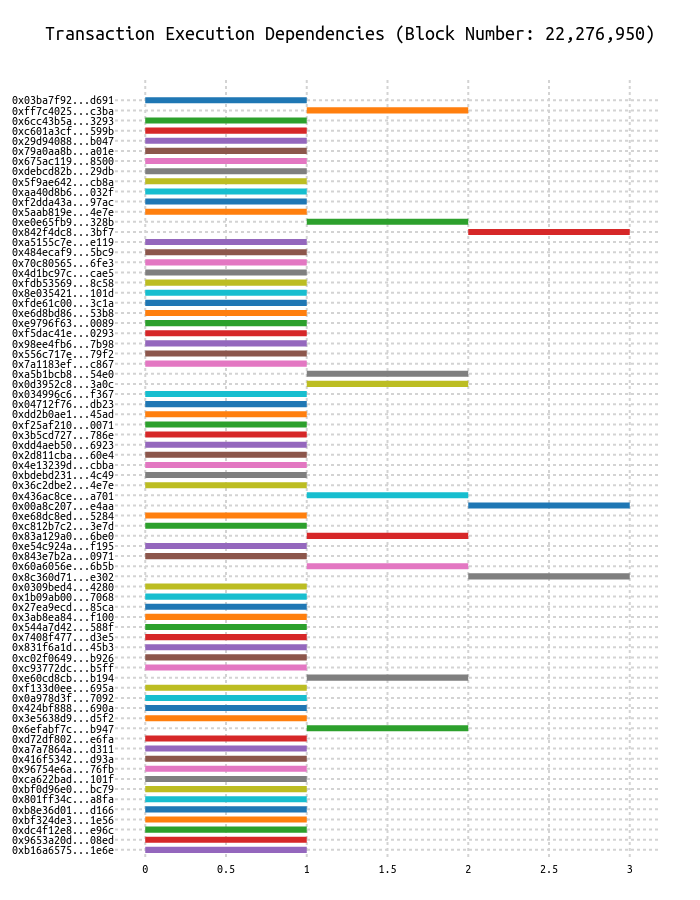 Transaction Execution Dependencies (Block Number: 22,276,950)
0x03ba7f92...d691
0xff7c4025...c3ba
0x6cc43b5a...3293
0xc601a3cf...599b
0x29d94088...b047
0x79a0aa8b...a01e
0x675ac119...8500
0xdebcd82b...29db
0x5f9ae642...cb8a
0xaa40d8b6...032f
0xf2dda43a...97ac
0x5aab819e...4e7e
0xe0e65fb9...328b
0x842f4dc8...3bf7
0xa5155c7e...e119
0x484ecaf9...5bc9
0x70c80565...6fe3
0x4d1bc97c...cae5
0xfdb53569...8c58
0x8e035421...101d
0xfde61c00...3c1a
0xe6d8bd86...53b8
0xe9796f63...0089
0xf5dac41e...0293
0x98ee4fb6...7b98
0x556c717e...79f2
0x7a1183ef...c867
0xa5b1bcb8...54e0
0x0d3952c8...3a0c
0x034996c6...f367
0x04712f76...db23
0xdd2b0ae1...45ad
0xf25af210...0071
0x3b5cd727...786e
0xdd4aeb50...6923
0x2d811cba...60e4
0x4e13239d...cbba
0xbdebd231...4c49
0x36c2dbe2...4e7e
0x436ac8ce...a701
0x00a8c207...e4aa
0xe68dc8ed...5284
0xc812b7c2...3e7d
0x83a129a0...6be0
0xe54c924a...f195
0x843e7b2a...0971
0x60a6056e...6b5b
0x8c360d71...e302
0x0309bed4...4280
0x1b09ab00...7068
0x27ea9ecd...85ca
0x3ab8ea84...f100
0x544a7d42...588f
0x7408f477...d3e5
0x831f6a1d...45b3
0xc02f0649...b926
0xc93772dc...b5ff
0xe60cd8cb...b194
0xf133d0ee...695a
0x0a978d3f...7092
0x424bf888...690a
0x3e5638d9...d5f2
0x6efabf7c...b947
0xd72df802...e6fa
0xa7a7864a...d311
0x416f5342...d93a
0x96754e6a...76fb
0xca622bad...101f
0xbf0d96e0...bc79
0x801ff34c...a8fa
0xb8e36d01...d166
0xbf324de3...1e56
0xdc4f12e8...e96c
0x9653a20d...08ed
0xb16a6575...1e6e
0 0.5 1 1.5 2 2.5 3